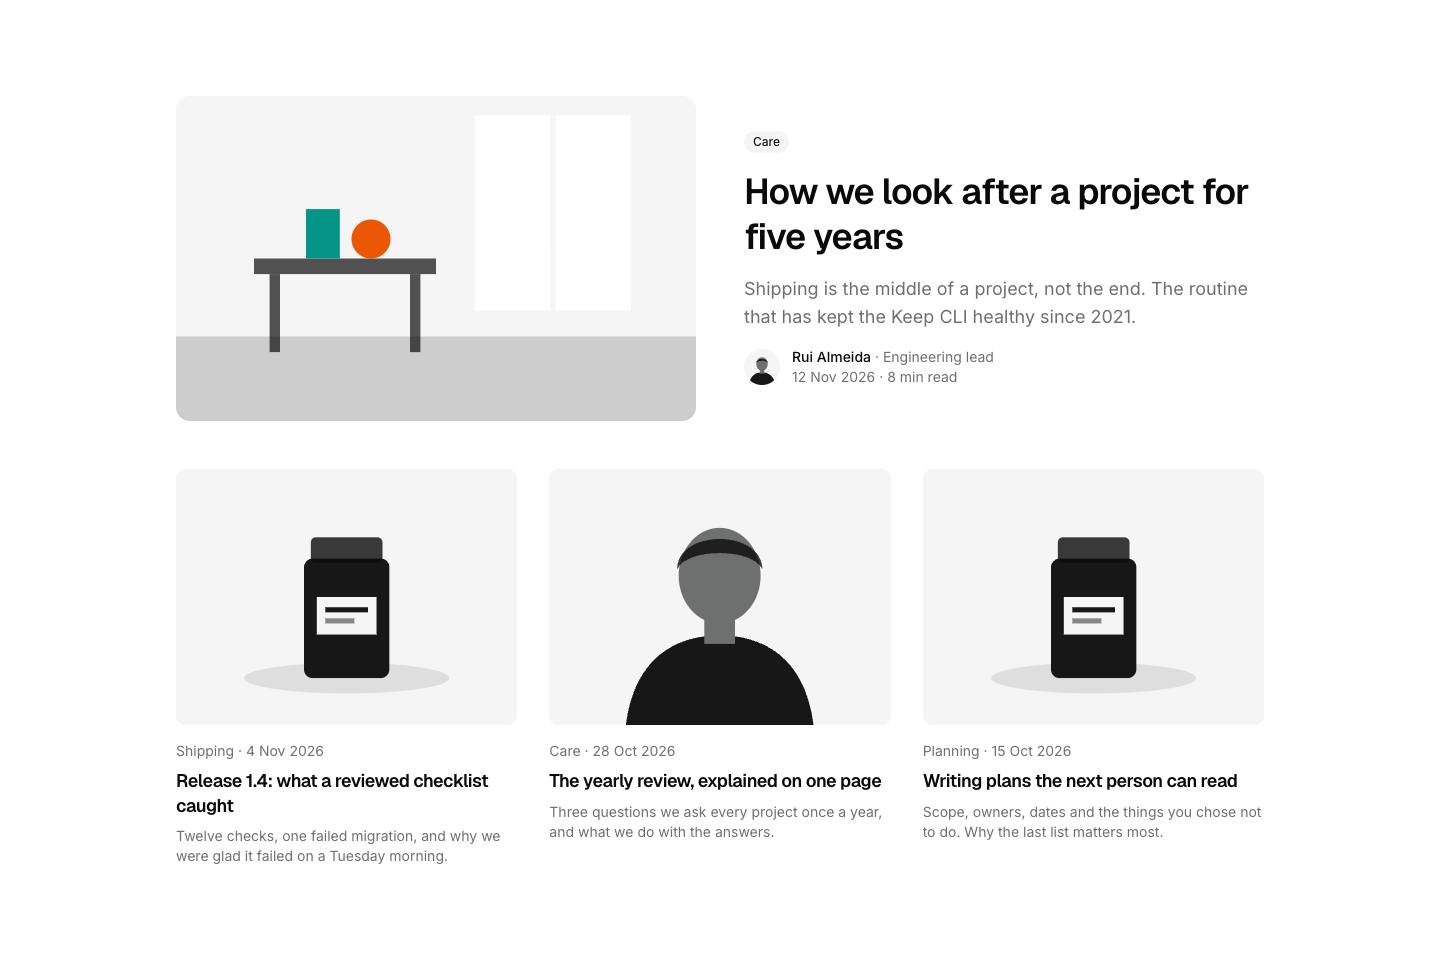 Care
How we look after a project for
five years
Shipping is the middle of a project, not the end. The routine
that has kept the Keep CLI healthy since 2021.
Rui Almeida · Engineering lead
12 Nov 2026 · 8 min read
Shipping · 4 Nov 2026
Release 1.4: what a reviewed checklist
caught
Twelve checks, one failed migration, and why we
were glad it failed on a Tuesday morning.
Care · 28 Oct 2026
The yearly review, explained on one page
Three questions we ask every project once a year,
and what we do with the answers.
Planning · 15 Oct 2026
Writing plans the next person can read
Scope, owners, dates and the things you chose not
to do. Why the last list matters most.